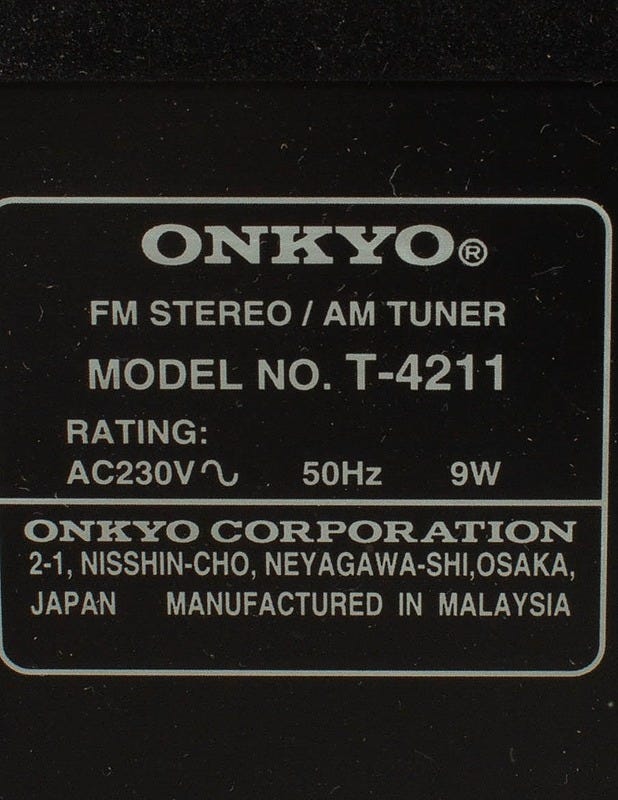 ONKYO®
FM STEREO / AM TUNER
MODEL NO. T-4211
RATING:
AC230V∿ 50Hz 9W
ONKYO CORPORATION
2-1, NISSHIN-CHO, NEYAGAWA-SHI,OSAKA,
JAPAN MANUFACTURED IN MALAYSIA